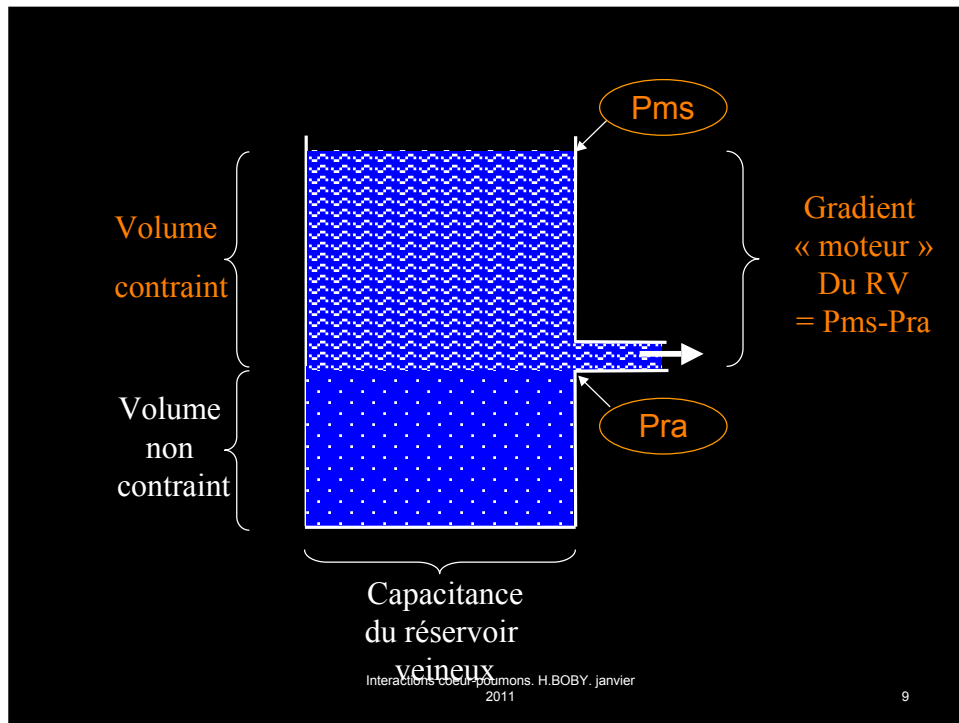 Pms
Volume
contraint
Gradient
« moteur »
Du RV
= Pms-Pra
Volume
non
contraint
Pra
Capacitance
du réservoir
veineux
Interactions coeur-poumons. H.BOBY. janvier
2011
9